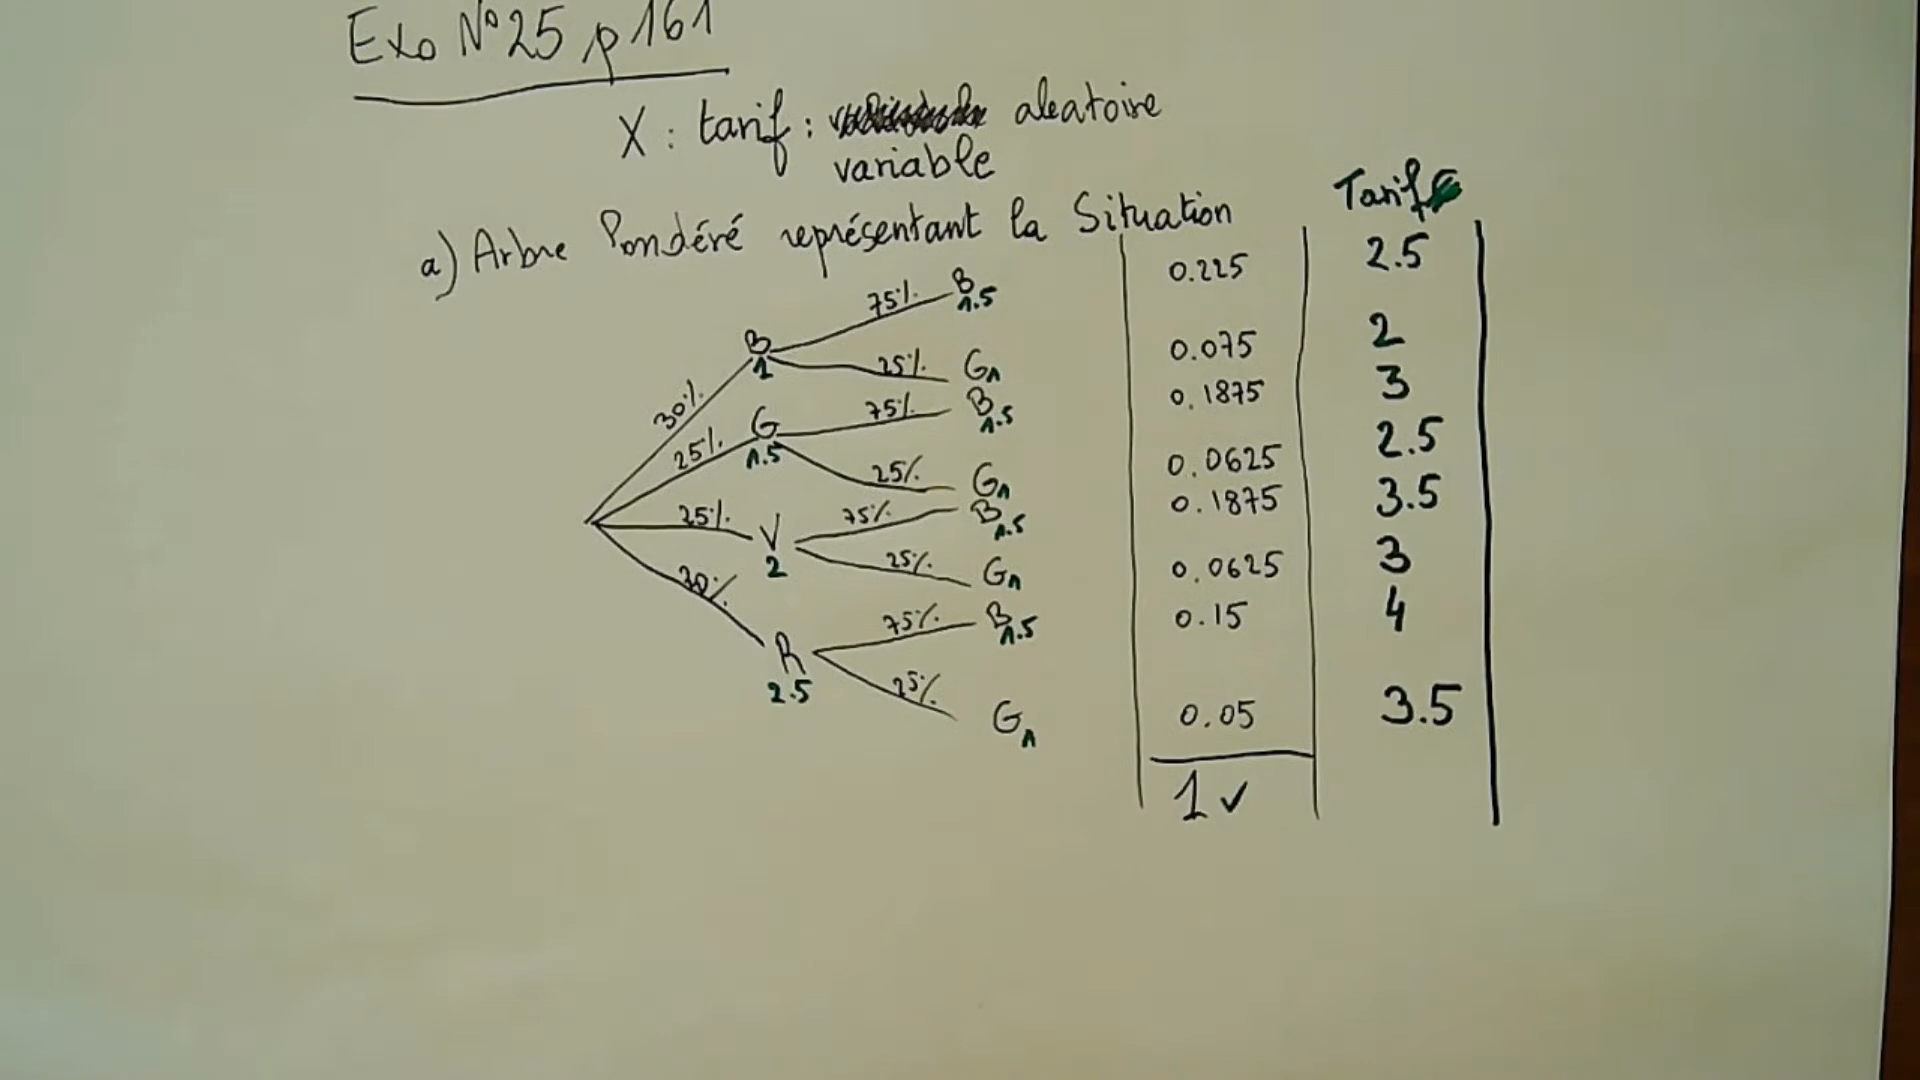 Exo N°25 p 161
X : tarif : aleatoire
variable
Tarif
a) Arbre Pondéré représentant la Situation
75% B 1.5 0.225 2.5
30% B 1 25% G 1 0.075 2
25% G 1.5 75% B 1.5 0.1875 3
25% G 1 0.0625 2.5
25% V 2 75% B 1.5 0.1875 3.5
25% G 1 0.0625 3
30% R 2.5 75% B 1.5 0.15 4
25% G 1 0.05 3.5
1 ✓